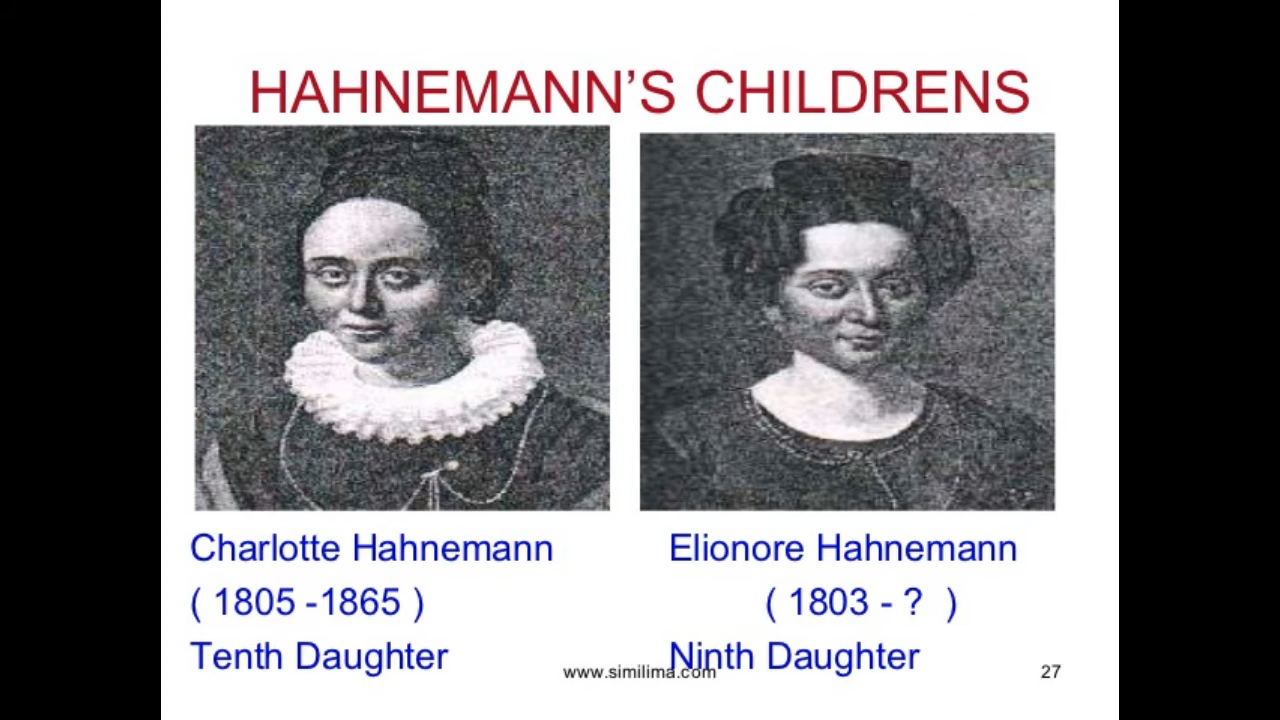 HAHNEMANN’S CHILDRENS
Charlotte Hahnemann
( 1805 -1865 )
Tenth Daughter
Elionore Hahnemann
( 1803 - ? )
Ninth Daughter
www.similima.com
27